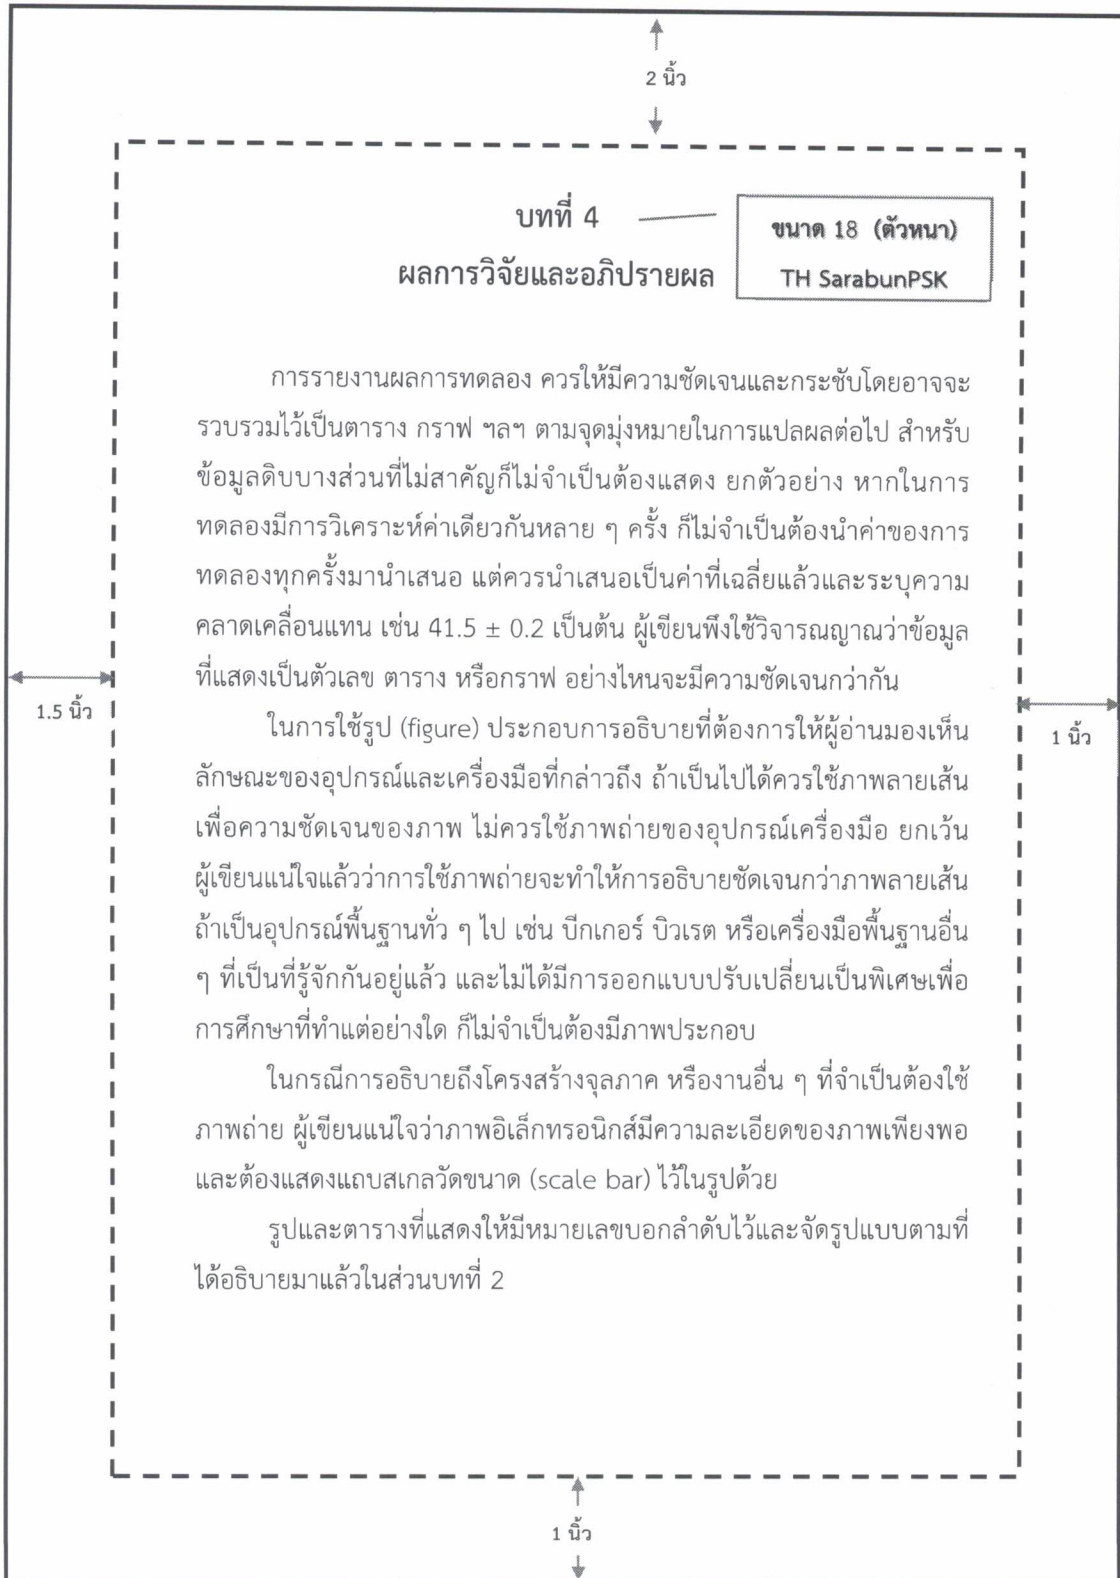 2 นิ้ว
บทที่ 4
ขนาด 18 (ตัวหนา)
ผลการวิจัยและอภิปรายผล
TH SarabunPSK
การรายงานผลการทดลอง ควรให้มีความชัดเจนและกระชับโดยอาจจะ
รวบรวมไว้เป็นตาราง กราฟ ฯลฯ ตามจุดมุ่งหมายในการแปลผลต่อไป สำหรับ
ข้อมูลดิบบางส่วนที่ไม่สาคัญก็ไม่จำเป็นต้องแสดง ยกตัวอย่าง หากในการ
ทดลองมีการวิเคราะห์ค่าเดียวกันหลาย ๆ ครั้ง ก็ไม่จำเป็นต้องนำค่าของการ
ทดลองทุกครั้งมานำเสนอ แต่ควรนำเสนอเป็นค่าที่เฉลี่ยแล้วและระบุความ
คลาดเคลื่อนแทน เช่น 41.5 ± 0.2 เป็นต้น ผู้เขียนพึงใช้วิจารณญาณว่าข้อมูล
ที่แสดงเป็นตัวเลข ตาราง หรือกราฟ อย่างไหนจะมีความชัดเจนกว่ากัน
1.5 นิ้ว
ในการใช้รูป (figure) ประกอบการอธิบายที่ต้องการให้ผู้อ่านมองเห็น
1 นิ้ว
ลักษณะของอุปกรณ์และเครื่องมือที่กล่าวถึง ถ้าเป็นไปได้ควรใช้ภาพลายเส้น
เพื่อความชัดเจนของภาพ ไม่ควรใช้ภาพถ่ายของอุปกรณ์เครื่องมือ ยกเว้น
ผู้เขียนแน่ใจแล้วว่าการใช้ภาพถ่ายจะทำให้การอธิบายชัดเจนกว่าภาพลายเส้น
ถ้าเป็นอุปกรณ์พื้นฐานทั่ว ๆ ไป เช่น บีกเกอร์ บิวเรต หรือเครื่องมือพื้นฐานอื่น
ๆ ที่เป็นที่รู้จักกันอยู่แล้ว และไม่ได้มีการออกแบบปรับเปลี่ยนเป็นพิเศษเพื่อ
การศึกษาที่ทำแต่อย่างใด ก็ไม่จำเป็นต้องมีภาพประกอบ
ในกรณีการอธิบายถึงโครงสร้างจุลภาค หรืองานอื่น ๆ ที่จำเป็นต้องใช้
ภาพถ่าย ผู้เขียนแน่ใจว่าภาพอิเล็กทรอนิกส์มีความละเอียดของภาพเพียงพอ
และต้องแสดงแถบสเกลวัดขนาด (scale bar) ไว้ในรูปด้วย
รูปและตารางที่แสดงให้มีหมายเลขบอกลำดับไว้และจัดรูปแบบตามที่
ได้อธิบายมาแล้วในส่วนบทที่ 2
1 นิ้ว